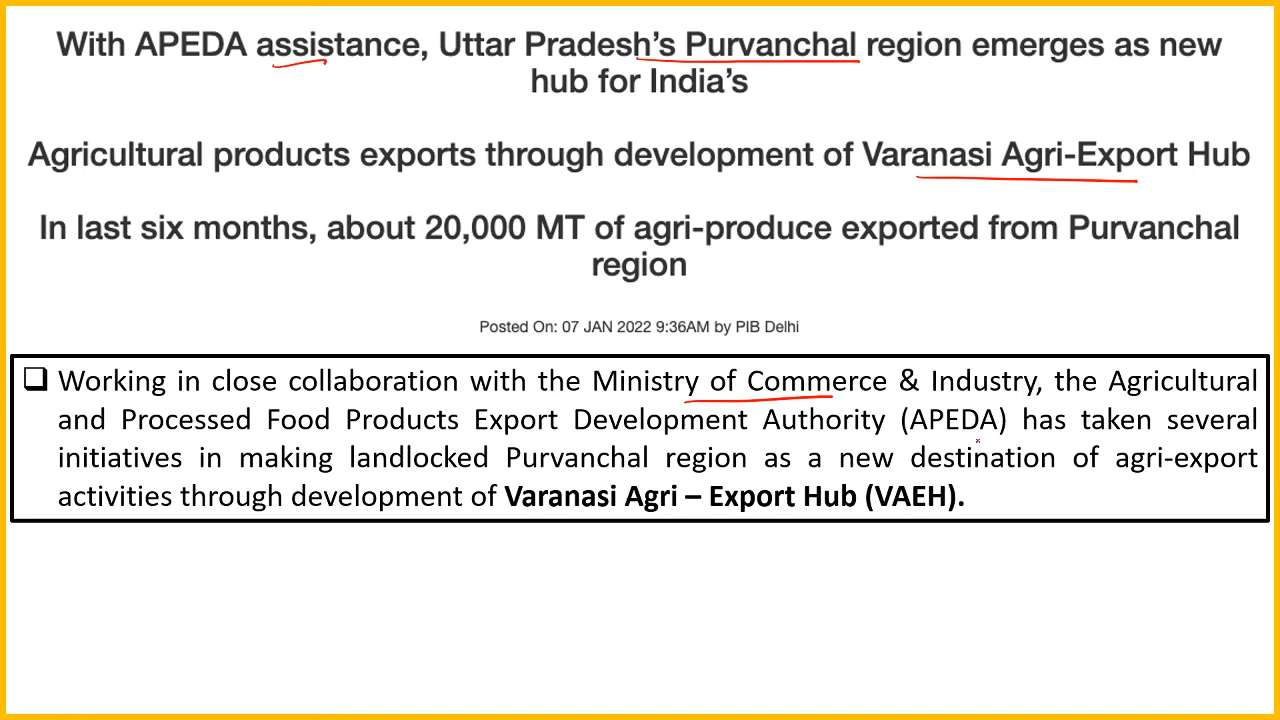 With APEDA assistance, Uttar Pradesh’s Purvanchal region emerges as new
hub for India’s
Agricultural products exports through development of Varanasi Agri-Export Hub
In last six months, about 20,000 MT of agri-produce exported from Purvanchal
region
Posted On: 07 JAN 2022 9:36AM by PIB Delhi
❑ Working in close collaboration with the Ministry of Commerce & Industry, the Agricultural
and Processed Food Products Export Development Authority (APEDA) has taken several
initiatives in making landlocked Purvanchal region as a new destination of agri-export
activities through development of Varanasi Agri – Export Hub (VAEH).